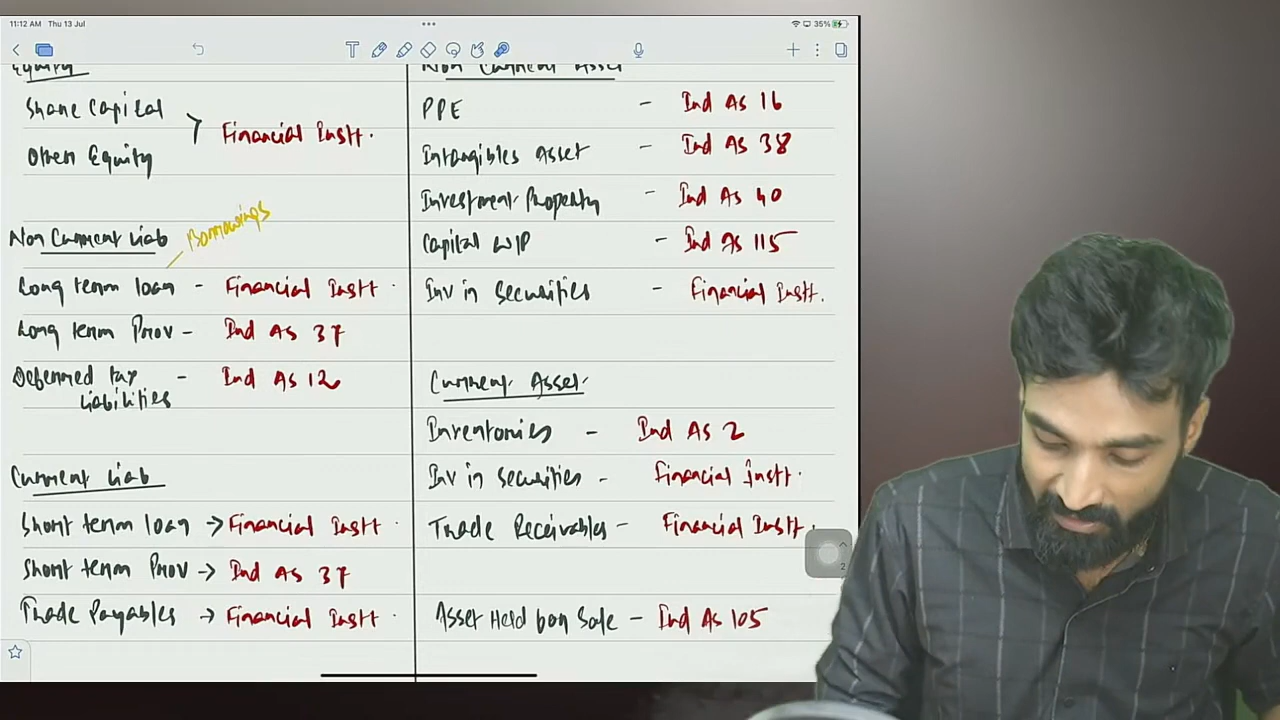 11:12 AM Thu 13 Jul
35%
Equity
Share Capital
Other Equity
Financial Instt.
Non Current Liab
Borrowings
Long term loan - Financial Instt.
Long term Prov - Ind As 37
Deferred tax liabilities - Ind As 12
Current Liab
Short term loan → Financial Instt.
Short term Prov → Ind As 37
Trade Payables → Financial Instt.
Non Current Asset
PPE - Ind As 16
Intangibles Asset - Ind As 38
Investment Property - Ind As 40
Capital WIP - Ind As 115
Inv in Securities - Financial Instt.
Current Asset
Inventories - Ind As 2
Inv in Securities - Financial Instt.
Trade Receivables - Financial Instt.
Asset Held for Sale - Ind As 105
2